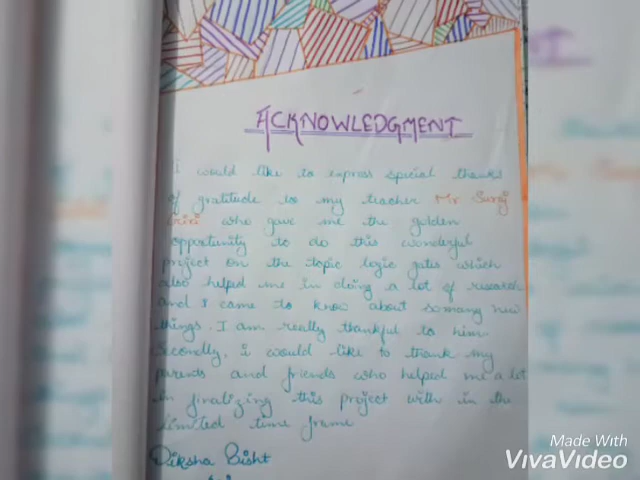 ACKNOWLEDGMENT
I would like to express special thanks
of gratitude to my teacher Mr Suraj
who gave me the golden
opportunity to do this wonderful
project on the topic logic gates which
also helped me in doing a lot of research
and I came to know about somany new
things. I am really thankful to him.
Secondly, i would like to thank my
parents and friends who helped me a lot
in finalizing this project with in the
limited time frame
Diksha Bisht
Made With
VivaVideo